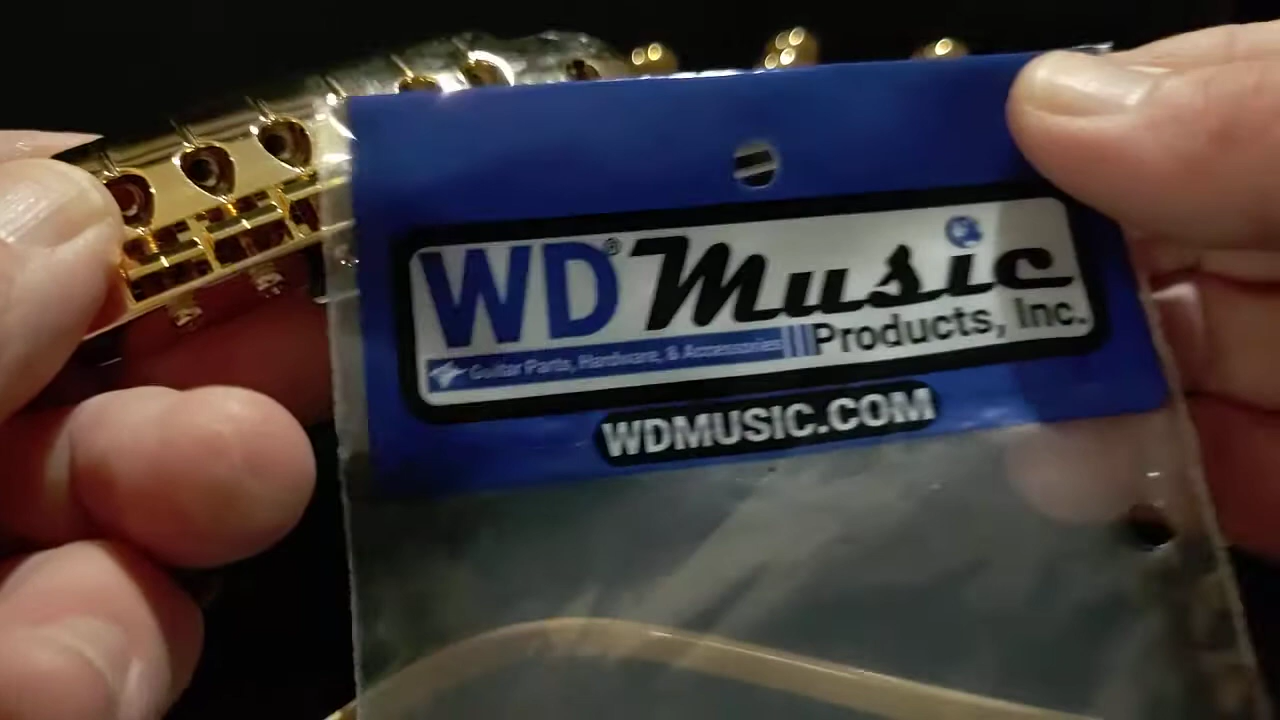 WD® Music
Guitar Parts, Hardware, & Accessories
Products, Inc.
WDMUSIC.COM